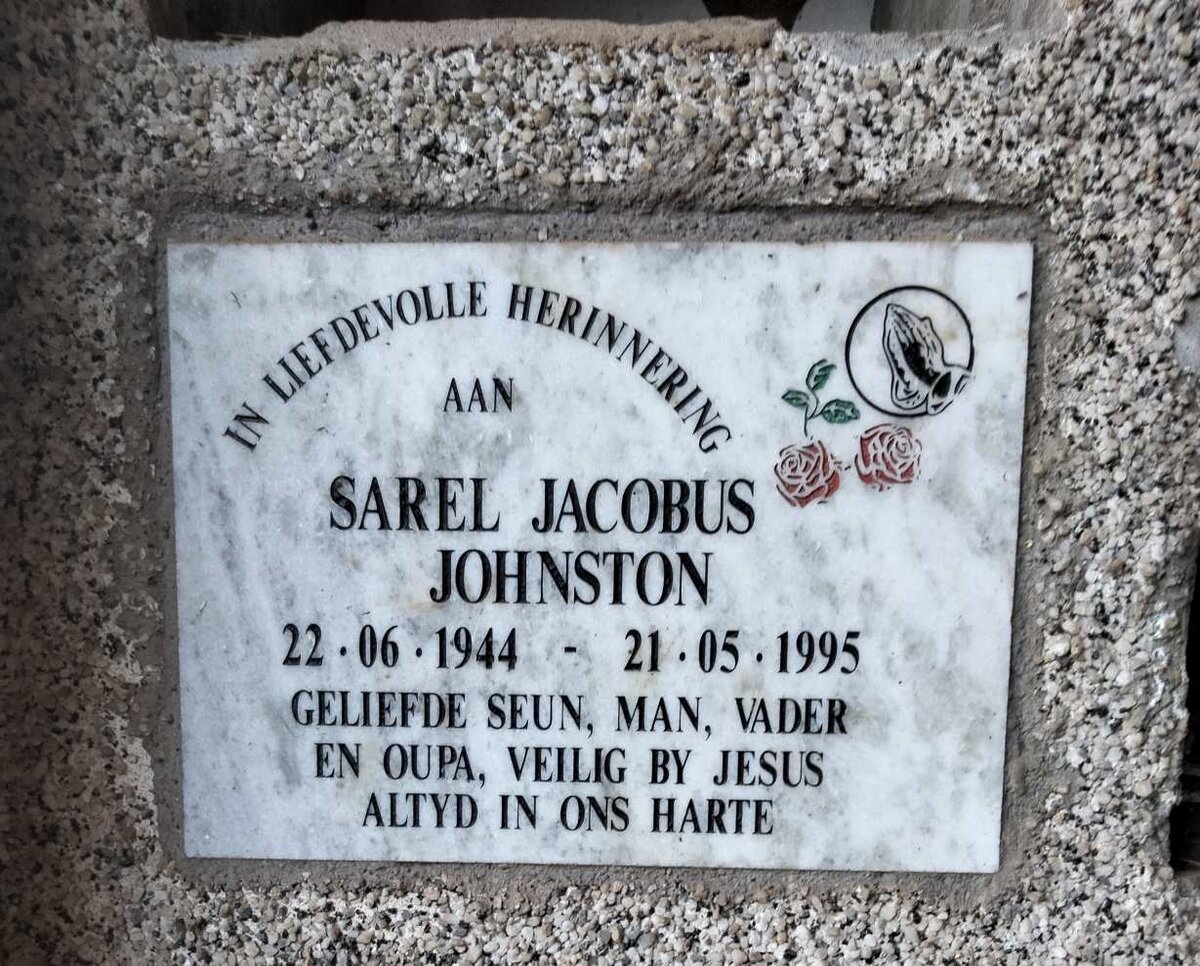 IN LIEFDEVOLLE HERINNERING
AAN
SAREL JACOBUS
JOHNSTON
22·06·1944 - 21·05·1995
GELIEFDE SEUN, MAN, VADER
EN OUPA, VEILIG BY JESUS
ALTYD IN ONS HARTE